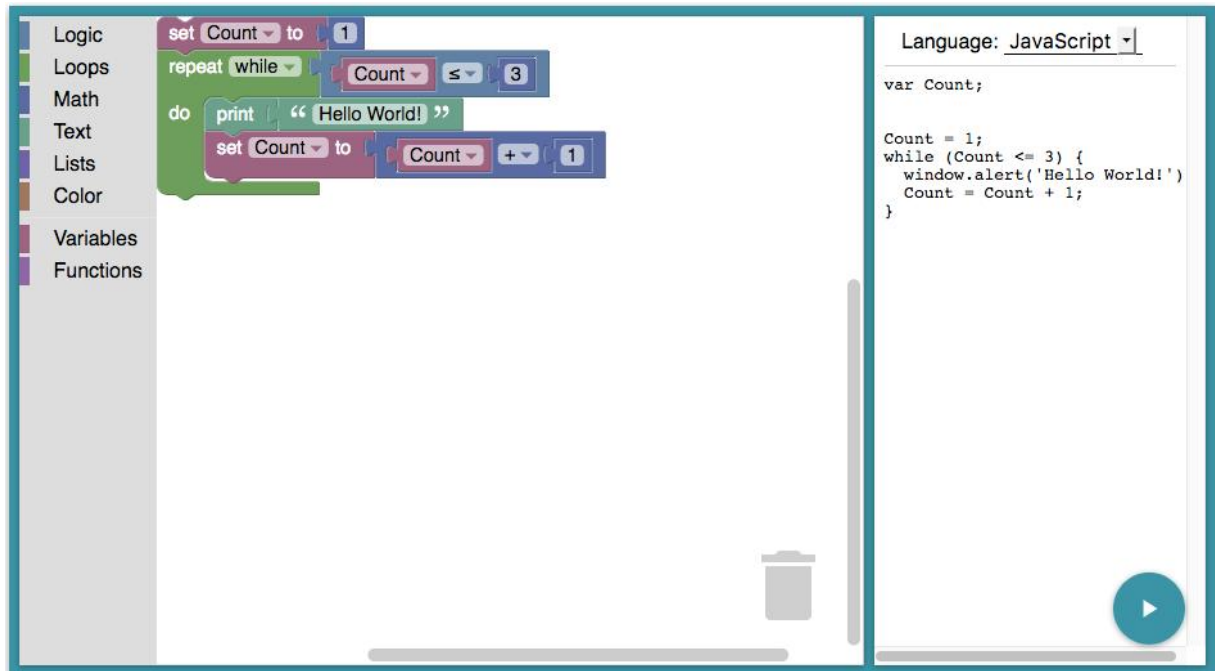 Logic
Loops
Math
Text
Lists
Color
Variables
Functions
set Count to 1
repeat while Count ≤ 3
do print “ Hello World! ”
set Count to Count + 1
Language: JavaScript
var Count;
Count = 1;
while (Count <= 3) {
window.alert('Hello World!')
Count = Count + 1;
}